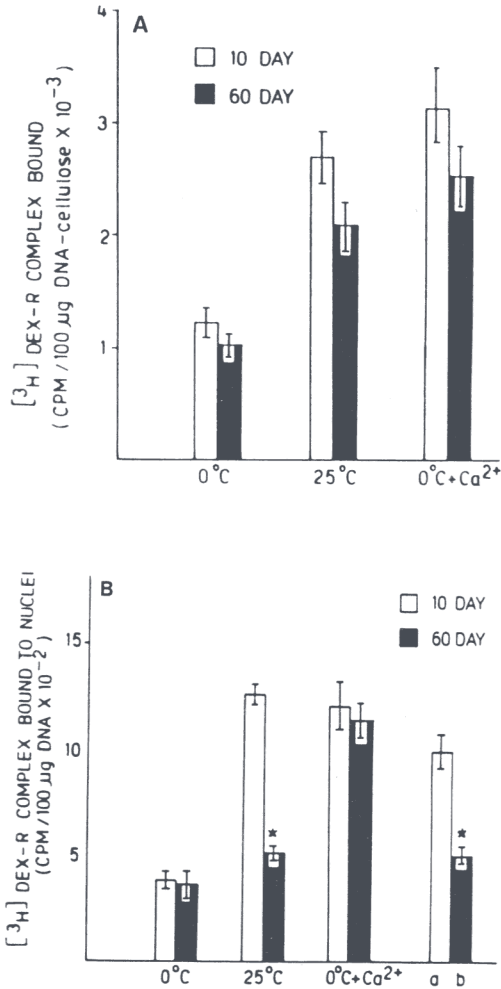 A
10 DAY
60 DAY
[³H] DEX-R COMPLEX BOUND
(CPM/100 µg DNA-cellulose X 10⁻³)
4
3
2
1
0°C 25°C 0°C+Ca²⁺
B
10 DAY
60 DAY
[³H] DEX-R COMPLEX BOUND TO NUCLEI
(CPM/100 µg DNA X 10⁻²)
15
10
5
★ ★
0°C 25°C 0°C+Ca²⁺ a b